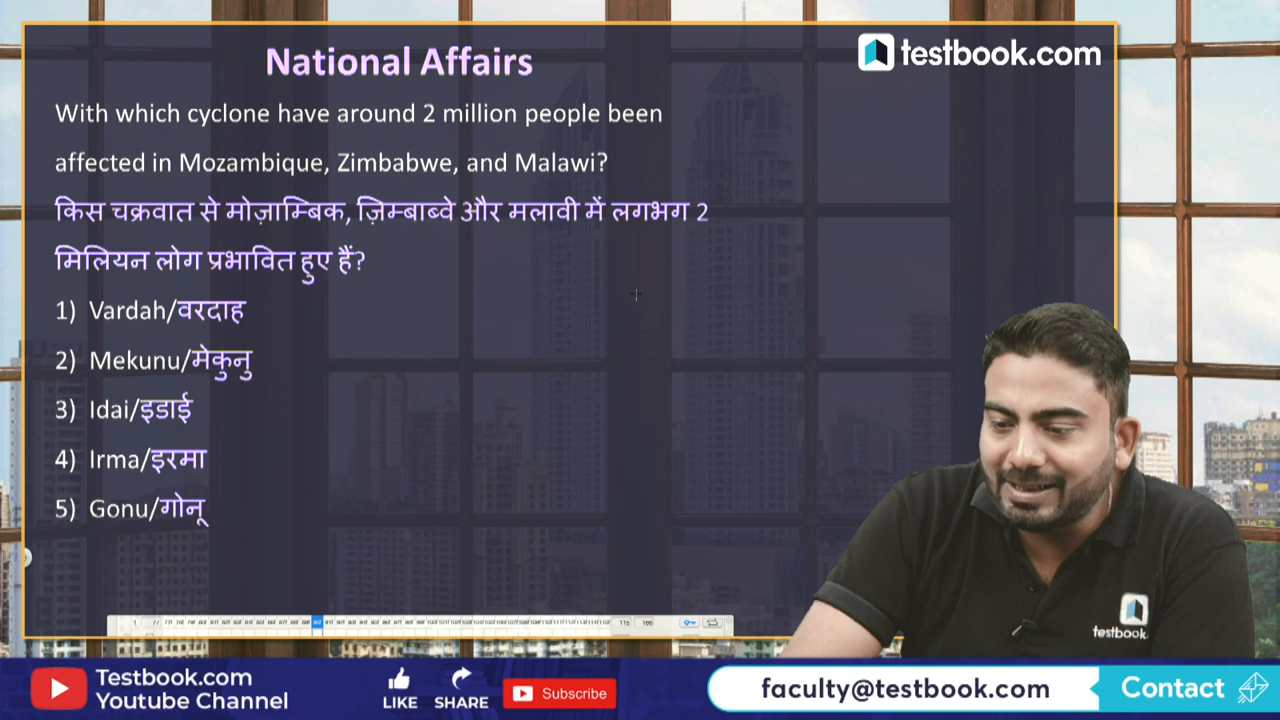 National Affairs
testbook.com
With which cyclone have around 2 million people been
affected in Mozambique, Zimbabwe, and Malawi?
किस चक्रवात से मोज़ाम्बिक, ज़िम्बाब्वे और मलावी में लगभग 2
मिलियन लोग प्रभावित हुए हैं?
1) Vardah/वरदाह
2) Mekunu/मेकुनु
3) Idai/इडाई
4) Irma/इरमा
5) Gonu/गोनू
testbook.
Testbook.com
Youtube Channel
LIKE
SHARE
Subscribe
faculty@testbook.com
Contact